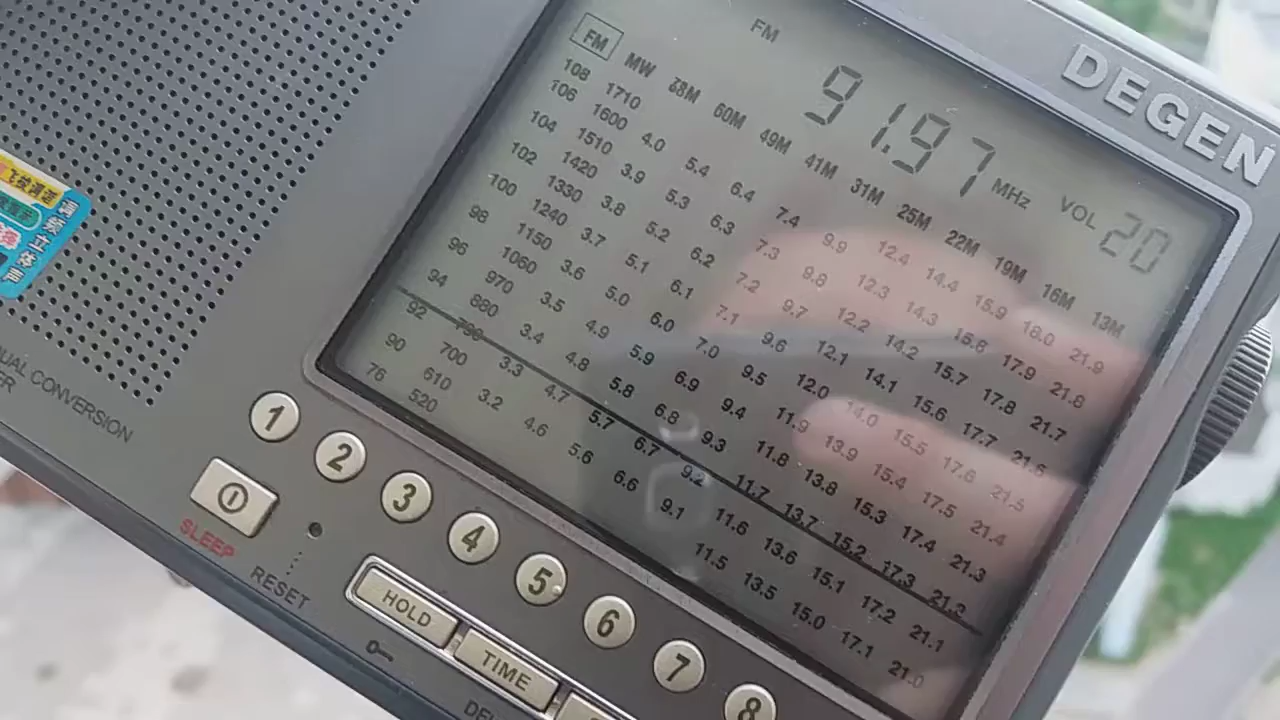 DEGEN
FM
91.97 MHz
VOL 20
FM MW 60M 49M 41M 31M 25M 22M 19M 16M 13M
108 1710
106 1600 4.0 5.4 6.4 7.4 9.9 12.4 14.4 15.9 18.0 21.9
104 1510 3.9 5.3 6.3 7.3 9.8 12.3 14.3 15.8 17.9 21.8
102 1420 3.8 5.2 6.2 7.2 9.7 12.2 14.2 15.7 17.8 21.7
100 1330 3.7 5.1 6.1 7.1 9.6 12.1 14.1 15.6 17.7 21.6
98 1240 3.6 5.0 6.0 7.0 9.5 12.0 14.0 15.5 17.6 21.5
96 1150 3.5 4.9 5.9 6.9 9.4 11.9 13.9 15.4 17.5 21.4
94 1060 3.4 4.8 5.8 6.8 9.3 11.8 13.8 15.3 17.4 21.3
92 970 3.3 4.7 5.7 6.7 9.2 11.7 13.7 15.2 17.3 21.2
90 880 3.2 4.6 5.6 6.6 9.1 11.6 13.6 15.1 17.2 21.1
76 790 11.5 13.5 15.0 17.1 21.0
700
610
520
立体声
DUAL CONVERSION
1 2 3 4 5 6 7 8
SLEEP
RESET
HOLD
TIME